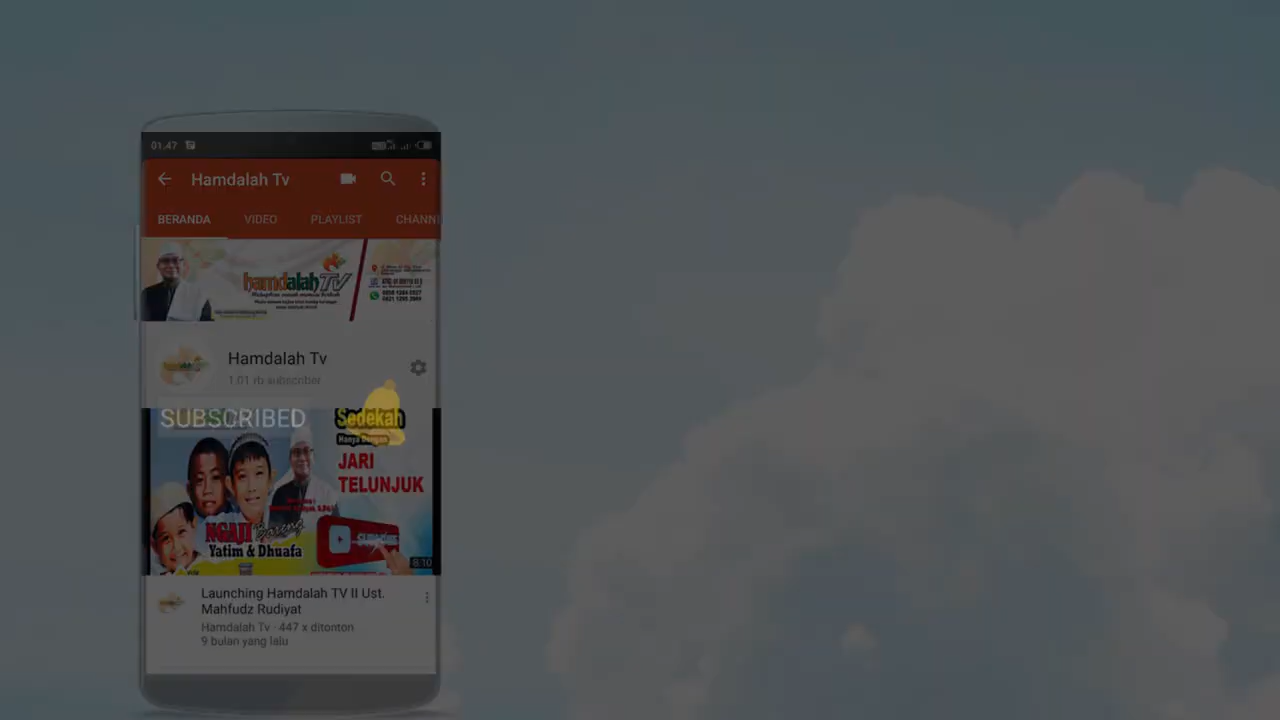 01.47
Hamdalah Tv
BERANDA VIDEO PLAYLIST CHANN
hamdalah TV
Hamdalah Tv
1.01 rb subscriber
SUBSCRIBED
Sedekah
Hanya Dengan
JARI
TELUNJUK
NGAJI Bareng
Yatim & Dhuafa
8:10
Launching Hamdalah TV II Ust.
Mahfudz Rudiyat
Hamdalah Tv · 447 x ditonton
9 bulan yang lalu